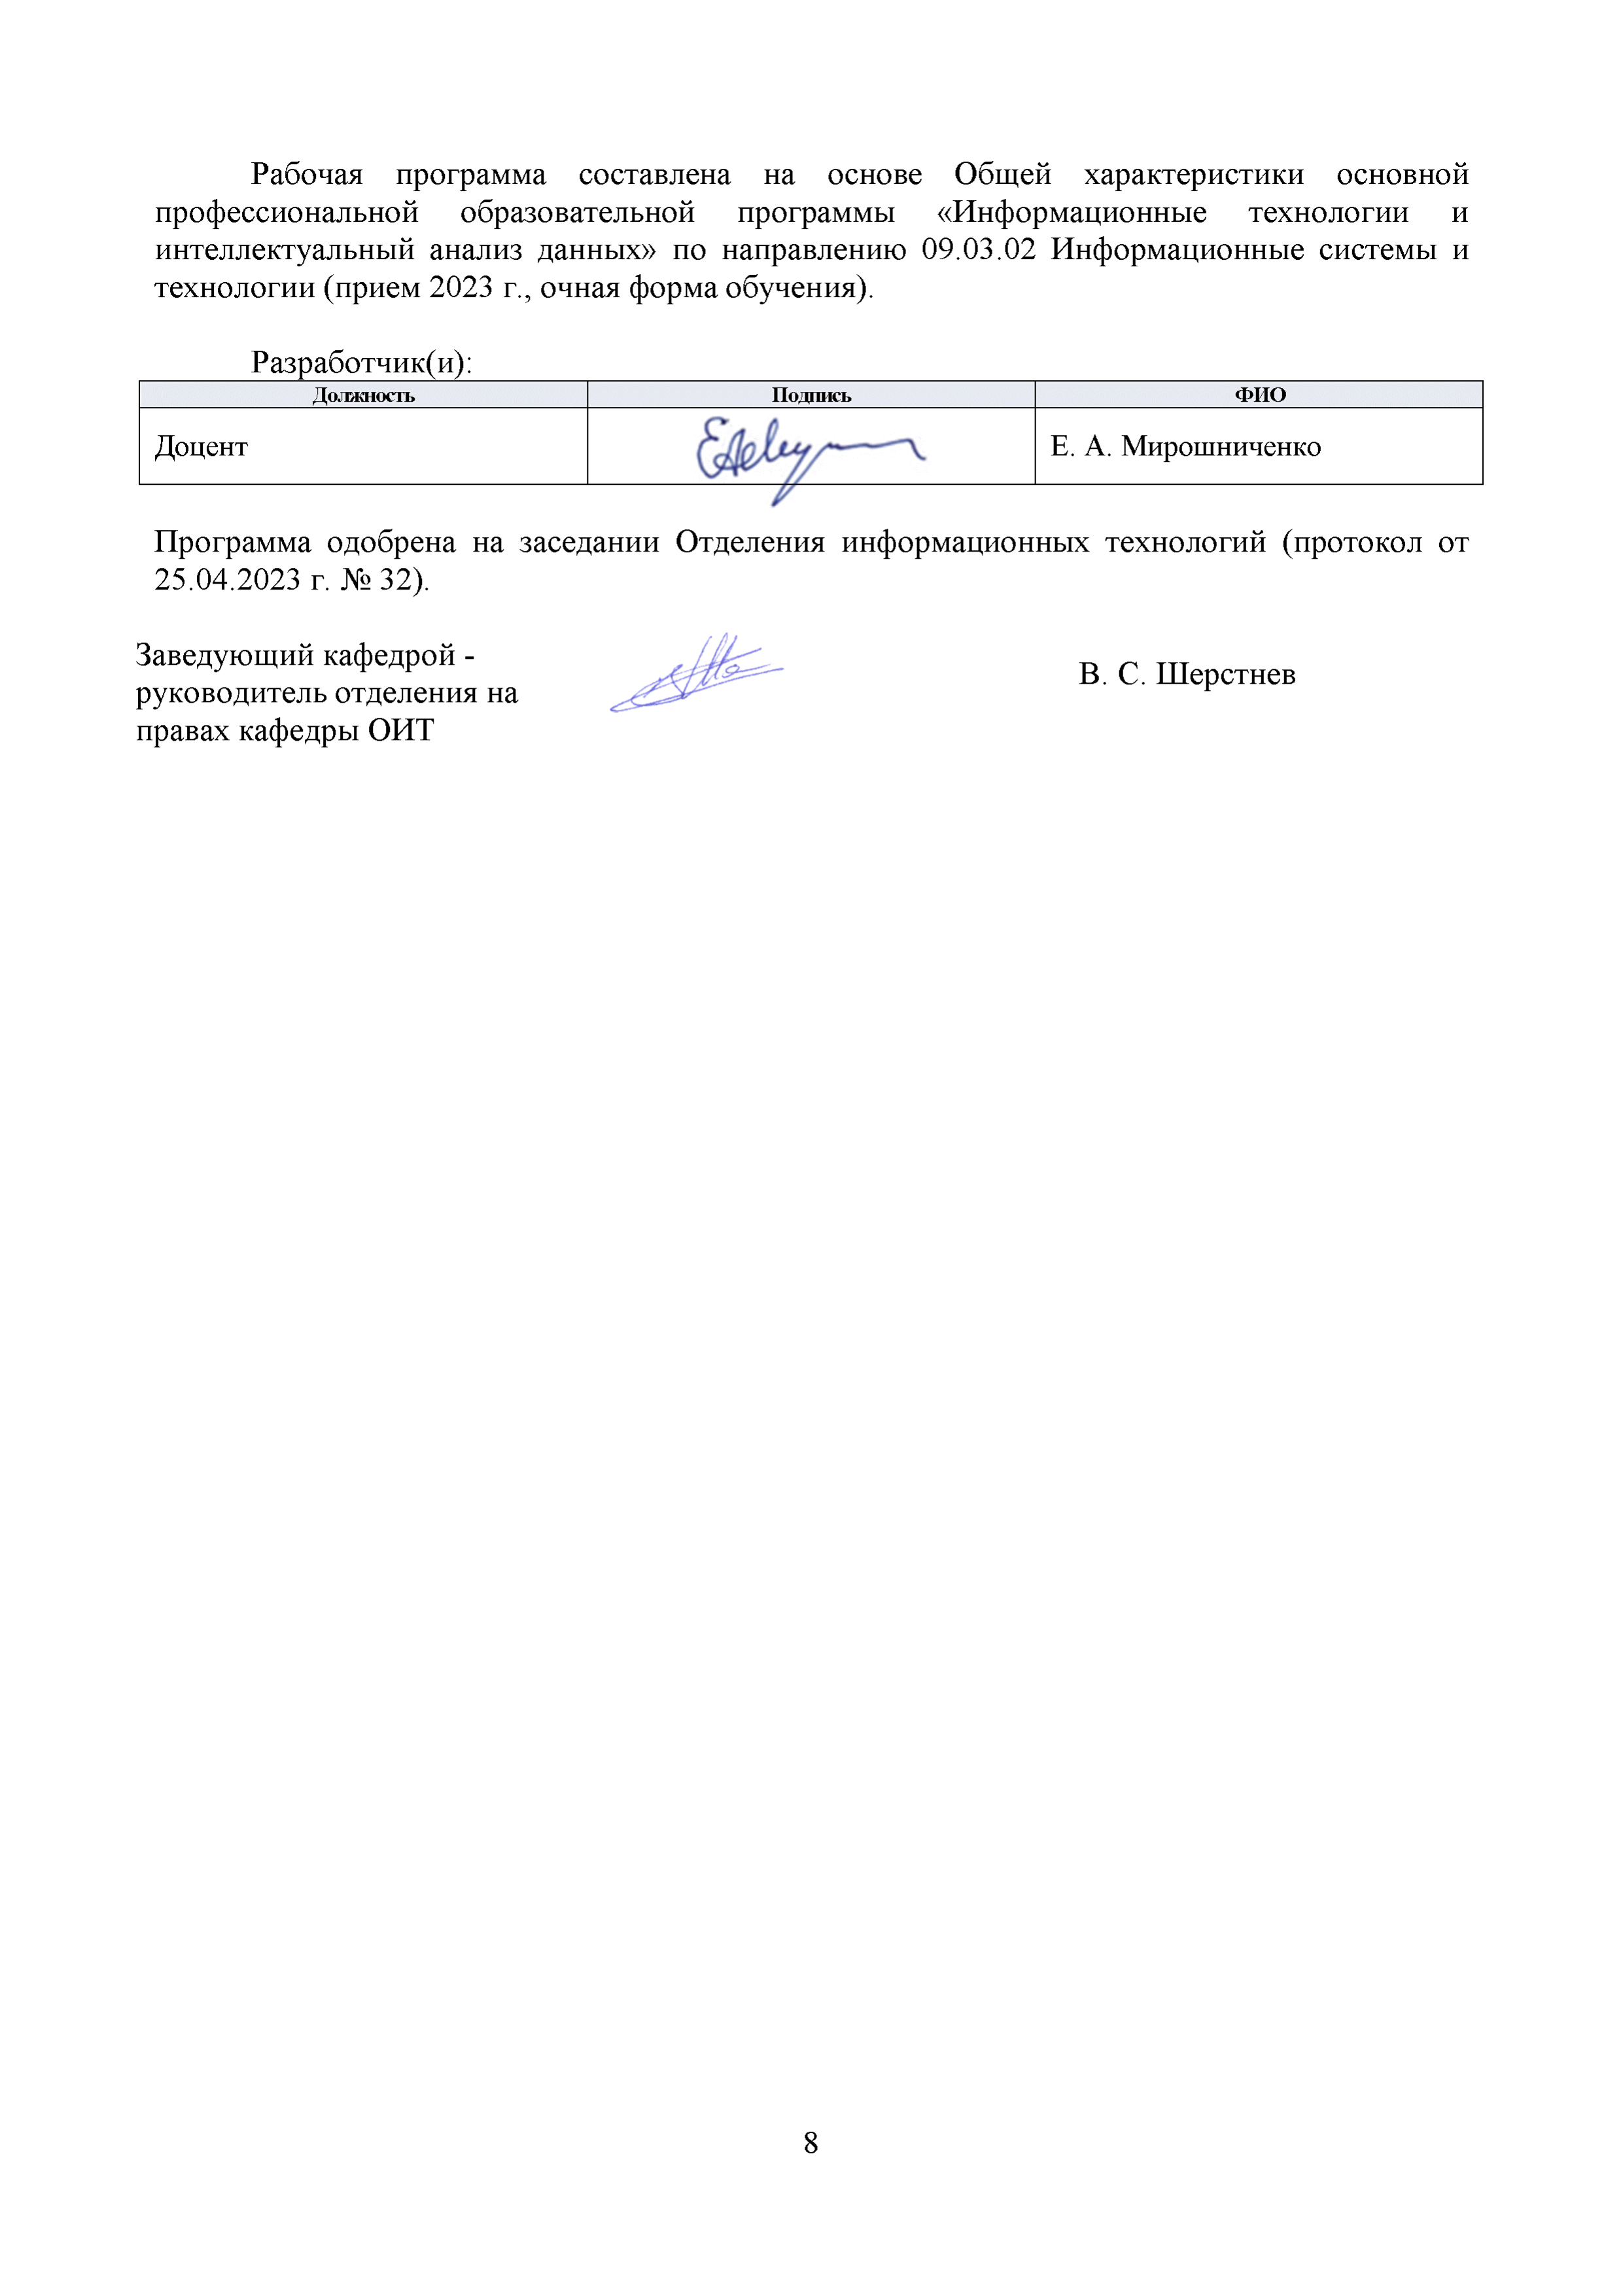 Рабочая программа составлена на основе Общей характеристики основной
профессиональной образовательной программы «Информационные технологии и
интеллектуальный анализ данных» по направлению 09.03.02 Информационные системы и
технологии (прием 2023 г., очная форма обучения).
Разработчик(и):
Должность Подпись ФИО
Доцент Е. А. Мирошниченко
Программа одобрена на заседании Отделения информационных технологий (протокол от
25.04.2023 г. № 32).
Заведующий кафедрой -
руководитель отделения на
правах кафедры ОИТ
В. С. Шерстнев
8